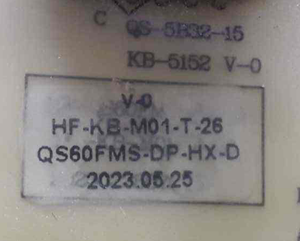 C QS-5B32-15
KB-5152 V-0
V-0
HF-KB-M01-T-26
QS60FMS-DP-HX-D
2023.05.25